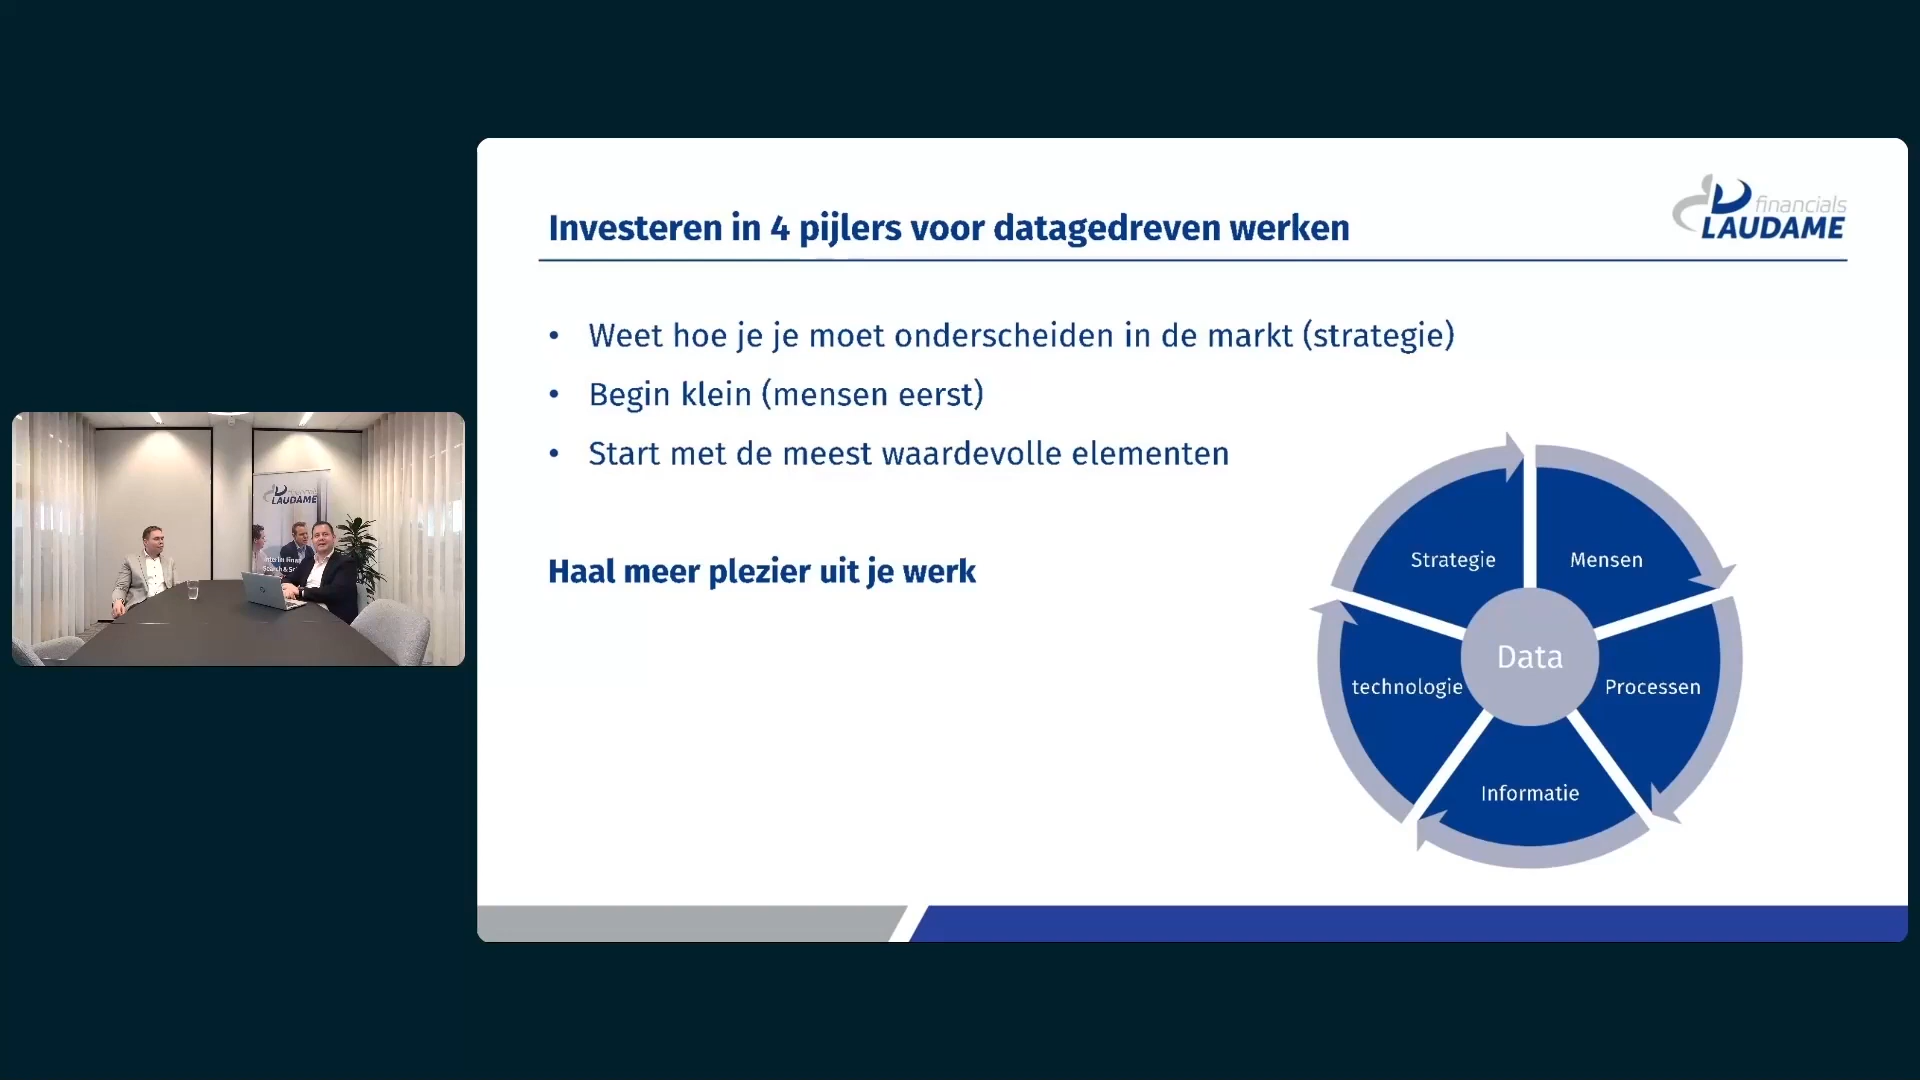 financials
LAUDAME
Investeren in 4 pijlers voor datagedreven werken
• Weet hoe je je moet onderscheiden in de markt (strategie)
• Begin klein (mensen eerst)
• Start met de meest waardevolle elementen
Haal meer plezier uit je werk
Strategie
Mensen
Data
technologie
Processen
Informatie
LAUDAME